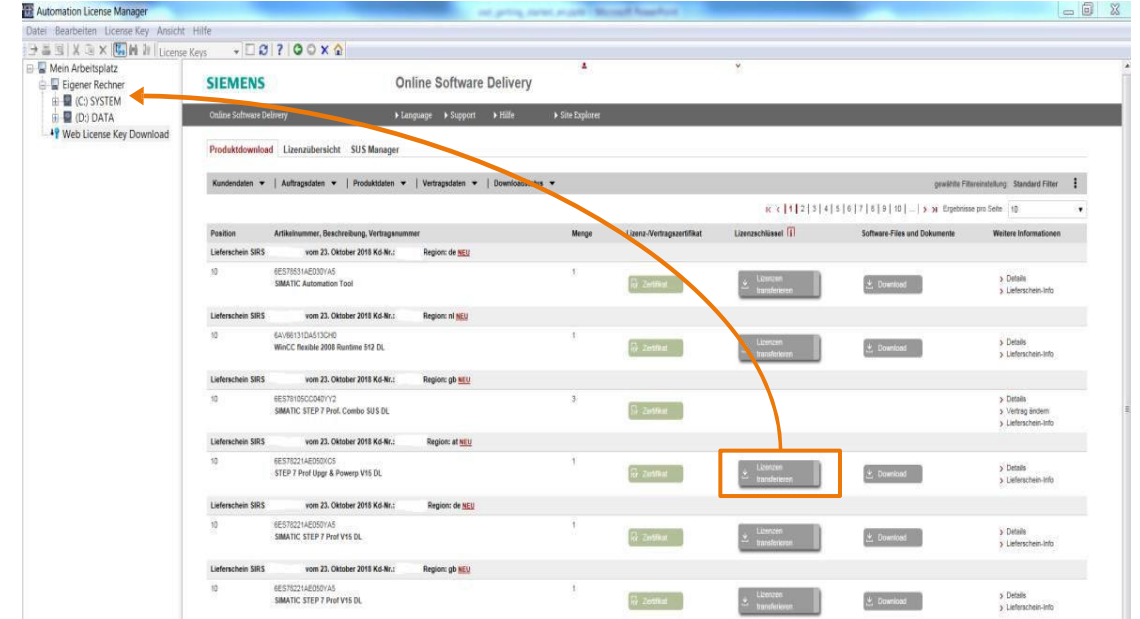 Automation License Manager
Datei Bearbeiten License Key Ansicht Hilfe
License Keys
Mein Arbeitsplatz
Eigener Rechner
(C:) SYSTEM
(D:) DATA
Web License Key Download
SIEMENS Online Software Delivery
Online Software Delivery Language Support Hilfe Site Explorer
Produktdownload Lizenzübersicht SUS Manager
Kundendaten | Auftragsdaten | Produktdaten | Vertragsdaten | Downloadstatus gewählte Filtereinstellung: Standard Filter
1 | 2 | 3 | 4 | 5 | 6 | 7 | 8 | 9 | 10 | ... | Ergebnisse pro Seite 10
Position Artikelnummer, Beschreibung, Vertragsnummer Menge Lizenz-/Vertragszertifikat Lizenzschlüssel Software-Files und Dokumente Weitere Informationen
Lieferschein SIRS vom 23. Oktober 2018 Kd-Nr.: Region: de NEU
10 1
SIMATIC Automation Tool
Zertifikat Lizenzen transferieren Download Details
Lieferschein-Info
Lieferschein SIRS vom 23. Oktober 2018 Kd-Nr.: Region: nl NEU
10 1
WinCC flexible 2008 Runtime 512 DL
Zertifikat Lizenzen transferieren Download Details
Lieferschein-Info
Lieferschein SIRS vom 23. Oktober 2018 Kd-Nr.: Region: gb NEU
10 3
SIMATIC STEP 7 Prof. Combo SUS DL
Zertifikat Details
Vertrag ändern
Lieferschein-Info
Lieferschein SIRS vom 23. Oktober 2018 Kd-Nr.: Region: at NEU
10 1
STEP 7 Prof Upgr & Powerp V15 DL
Zertifikat Lizenzen transferieren Download Details
Lieferschein-Info
Lieferschein SIRS vom 23. Oktober 2018 Kd-Nr.: Region: de NEU
10 6ES78221AE050YA5 1
SIMATIC STEP 7 Prof V15 DL
Zertifikat Lizenzen transferieren Download Details
Lieferschein-Info
Lieferschein SIRS vom 23. Oktober 2018 Kd-Nr.: Region: gb NEU
10 6ES78221AE050YA5 1
SIMATIC STEP 7 Prof V15 DL
Zertifikat Lizenzen transferieren Download Details
Lieferschein-Info